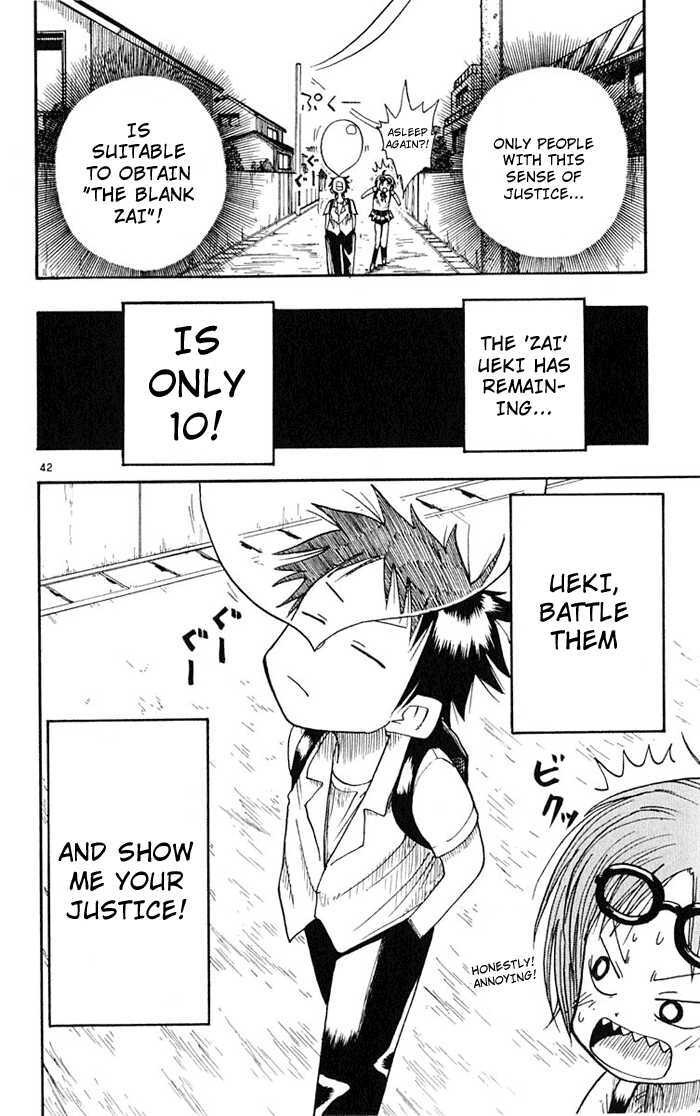 ONLY PEOPLE
WITH THIS
SENSE OF
JUSTICE...
ASLEEP
AGAIN?!
ぷくー
ぐー
IS
SUITABLE
TO OBTAIN
"THE BLANK
ZAI"!
THE 'ZAI'
UEKI HAS
REMAIN-
ING...
IS
ONLY
10!
42
UEKI,
BATTLE
THEM
ぐー
ビクッ
HONESTLY!
ANNOYING!
AND SHOW
ME YOUR
JUSTICE!